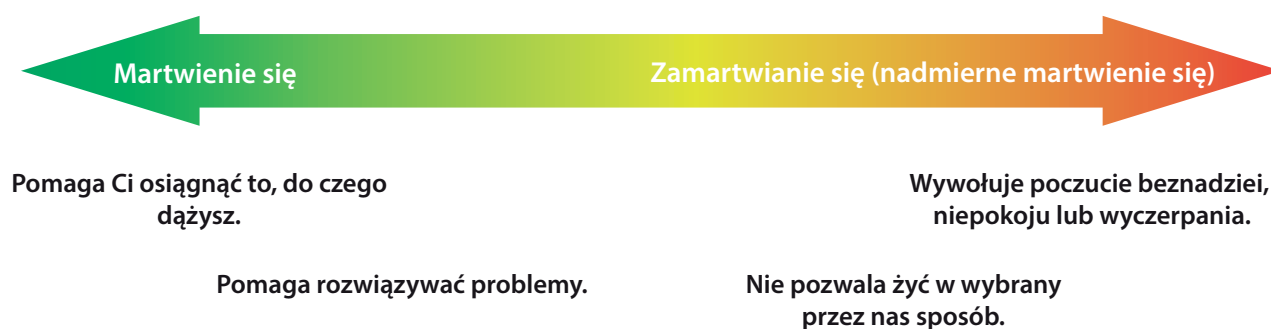 Martwienie się
Zamartwianie się (nadmierne martwienie się)
Pomaga Ci osiągnąć to, do czego
dążysz.
Wywołuje poczucie beznadziei,
niepokoju lub wyczerpania.
Pomaga rozwiązywać problemy.
Nie pozwala żyć w wybrany
przez nas sposób.